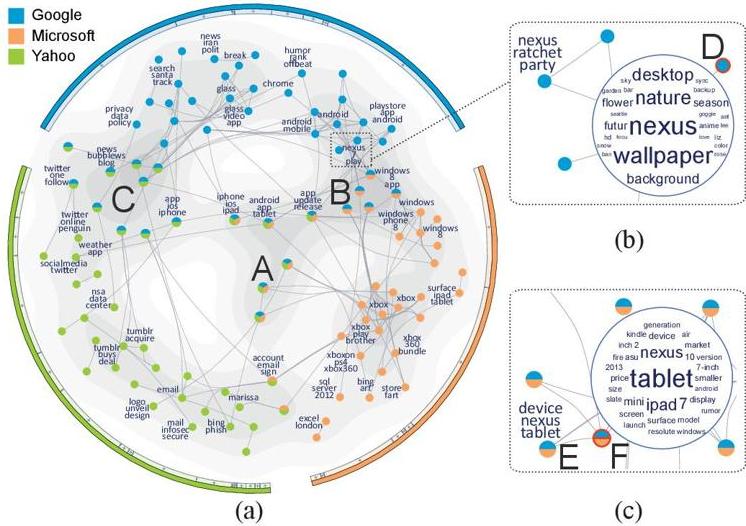 Google
Microsoft
Yahoo
news
iran
polit
break
humor
rank
offbeat
search
santa
track
glass
chrome
privacy
data
policy
glass
video
app
android
mobile
android
playstore
app
android
news
bubblews
blog
nexus
7
play
windows
8
app
twitter
one
follow
C
B
app
ios
iphone
iphone
ios
ipad
android
app
tablet
app
update
release
windows
phone
8
windows
8
twitter
online
penguin
weather
app
socialmedia
twitter
A
nsa
data
center
surface
ipad
tablet
xbox
xbox
xbox
play
brother
xbox
360
bundle
tumblr
acquire
tumblr
buys
deal
account
email
sign
xboxon
ps4
xbox360
email
marissa
sql
server
2012
bing
art
store
fart
logo
unveil
design
mail
infosec
secure
bing
phish
excel
london
(a)
nexus
ratchet
party
D
sky desktop sync
garden bar nature backup
flower season
seattle goggle ast
futur nexus anime lee
hd love liz
snow wallpaper color
ban rose
background
(b)
generation
kindle device air
inch 2 nexus market
fire asu 10 version
2013 tablet 7-inch
price smaller
size android
slate mini ipad 7 display
screen rumor
launch surface model
resolute windows
device
nexus
tablet
E
F
(c)